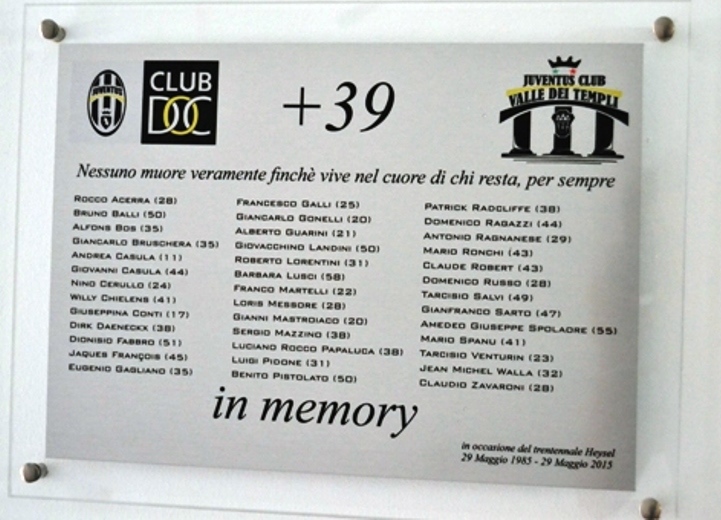 JUVENTUS
CLUB
DOC
+39
JUVENTUS CLUB
VALLE DEI TEMPLI
Nessuno muore veramente finchè vive nel cuore di chi resta, per sempre
ROCCO ACERRA (28)
BRUNO BALLI (50)
ALFONS BOS (35)
GIANCARLO BRUSCHERA (35)
ANDREA CASULA (11)
GIOVANNI CASULA (44)
NINO CERULLO (24)
WILLY CHIELENS (41)
GIUSEPPINA CONTI (17)
DIRK DAENECKX (38)
DIONISIO FABBRO (51)
JAQUES FRANÇOIS (45)
EUGENIO GAGLIANO (35)
FRANCESCO GALLI (25)
GIANCARLO GONELLI (20)
ALBERTO GUARINI (21)
GIOVACCHINO LANDINI (50)
ROBERTO LORENTINI (31)
BARBARA LUSCI (58)
FRANCO MARTELLI (22)
LORIS MESSORE (28)
GIANNI MASTROIACO (20)
SERGIO MAZZINO (38)
LUCIANO ROCCO PAPALUCA (38)
LUIGI PIDONE (31)
BENITO PISTOLATO (50)
PATRICK RADCLIFFE (38)
DOMENICO RAGAZZI (44)
ANTONIO RAGNANESE (29)
MARIO RONCHI (43)
CLAUDE ROBERT (43)
DOMENICO RUSSO (28)
TARCISIO SALVI (49)
GIANFRANCO SARTO (47)
AMEDEO GIUSEPPE SPOLAORE (55)
MARIO SPANU (41)
TARCISIO VENTURIN (23)
JEAN MICHEL WALLA (32)
CLAUDIO ZAVARONI (28)
in memory
in occasione del trentennale Heysel
29 Maggio 1985 - 29 Maggio 2015